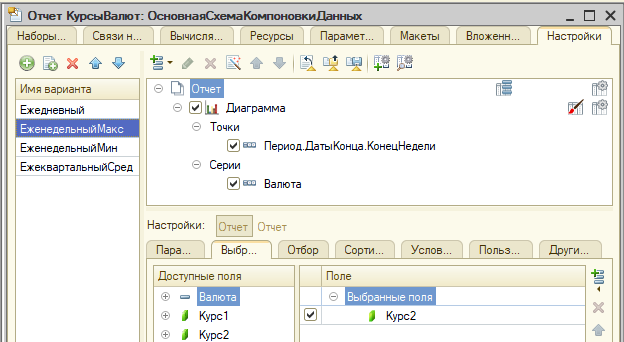 Отчет КурсыВалют: ОсновнаяСхемаКомпоновкиДанных
Наборы... Связи н... Вычисля... Ресурсы Парамет... Макеты Вложенн... Настройки
Имя варианта
Ежедневный
ЕженедельныйМакс
ЕженедельныйМин
ЕжеквартальныйСред
Отчет
Диаграмма
Точки
Период.ДатыКонца.КонецНедели
Серии
Валюта
Настройки: Отчет Отчет
Пара... Выбр... Отбор Сорти... Услов... Польз... Други...
Доступные поля
Валюта
Курс1
Курс2
Поле
Выбранные поля
Курс2